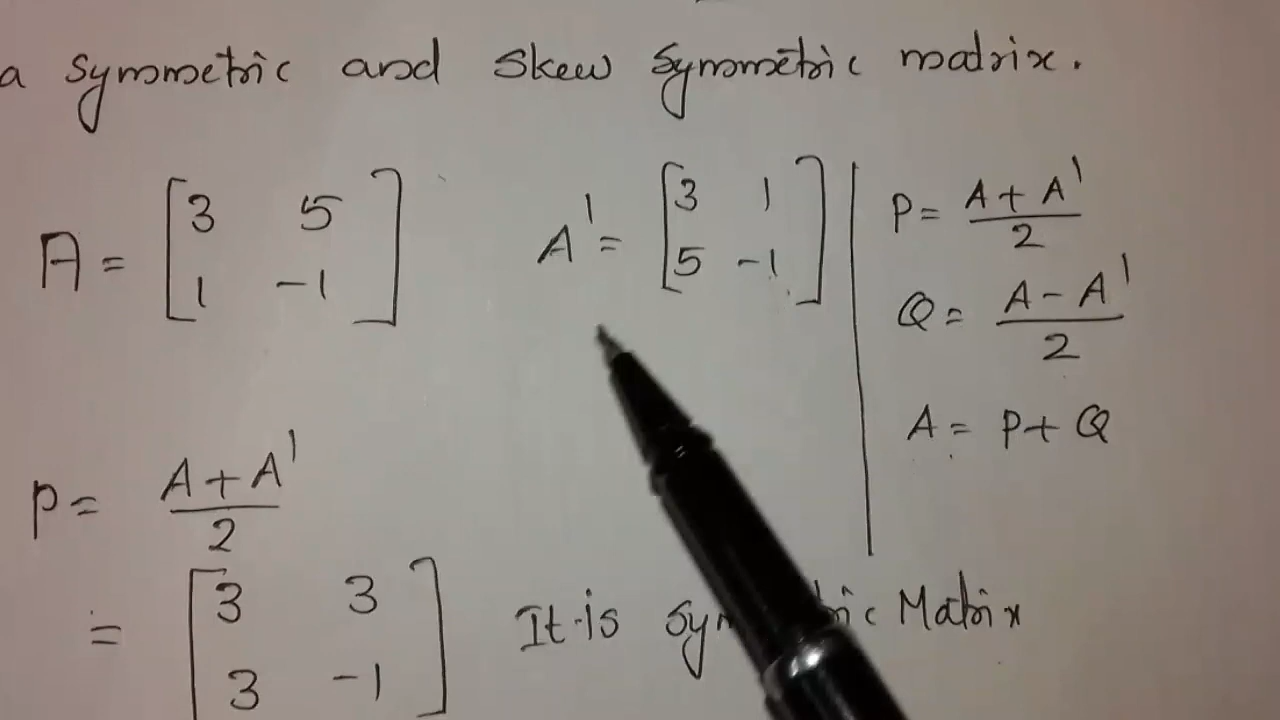 a symmetric and skew symmetric matrix.
A = [3 5
1 -1]
A' = [3 1
5 -1]
P = A + A' / 2
Q = A - A' / 2
A = P + Q
P = A + A' / 2
= [3 3
3 -1]
It is Matrix